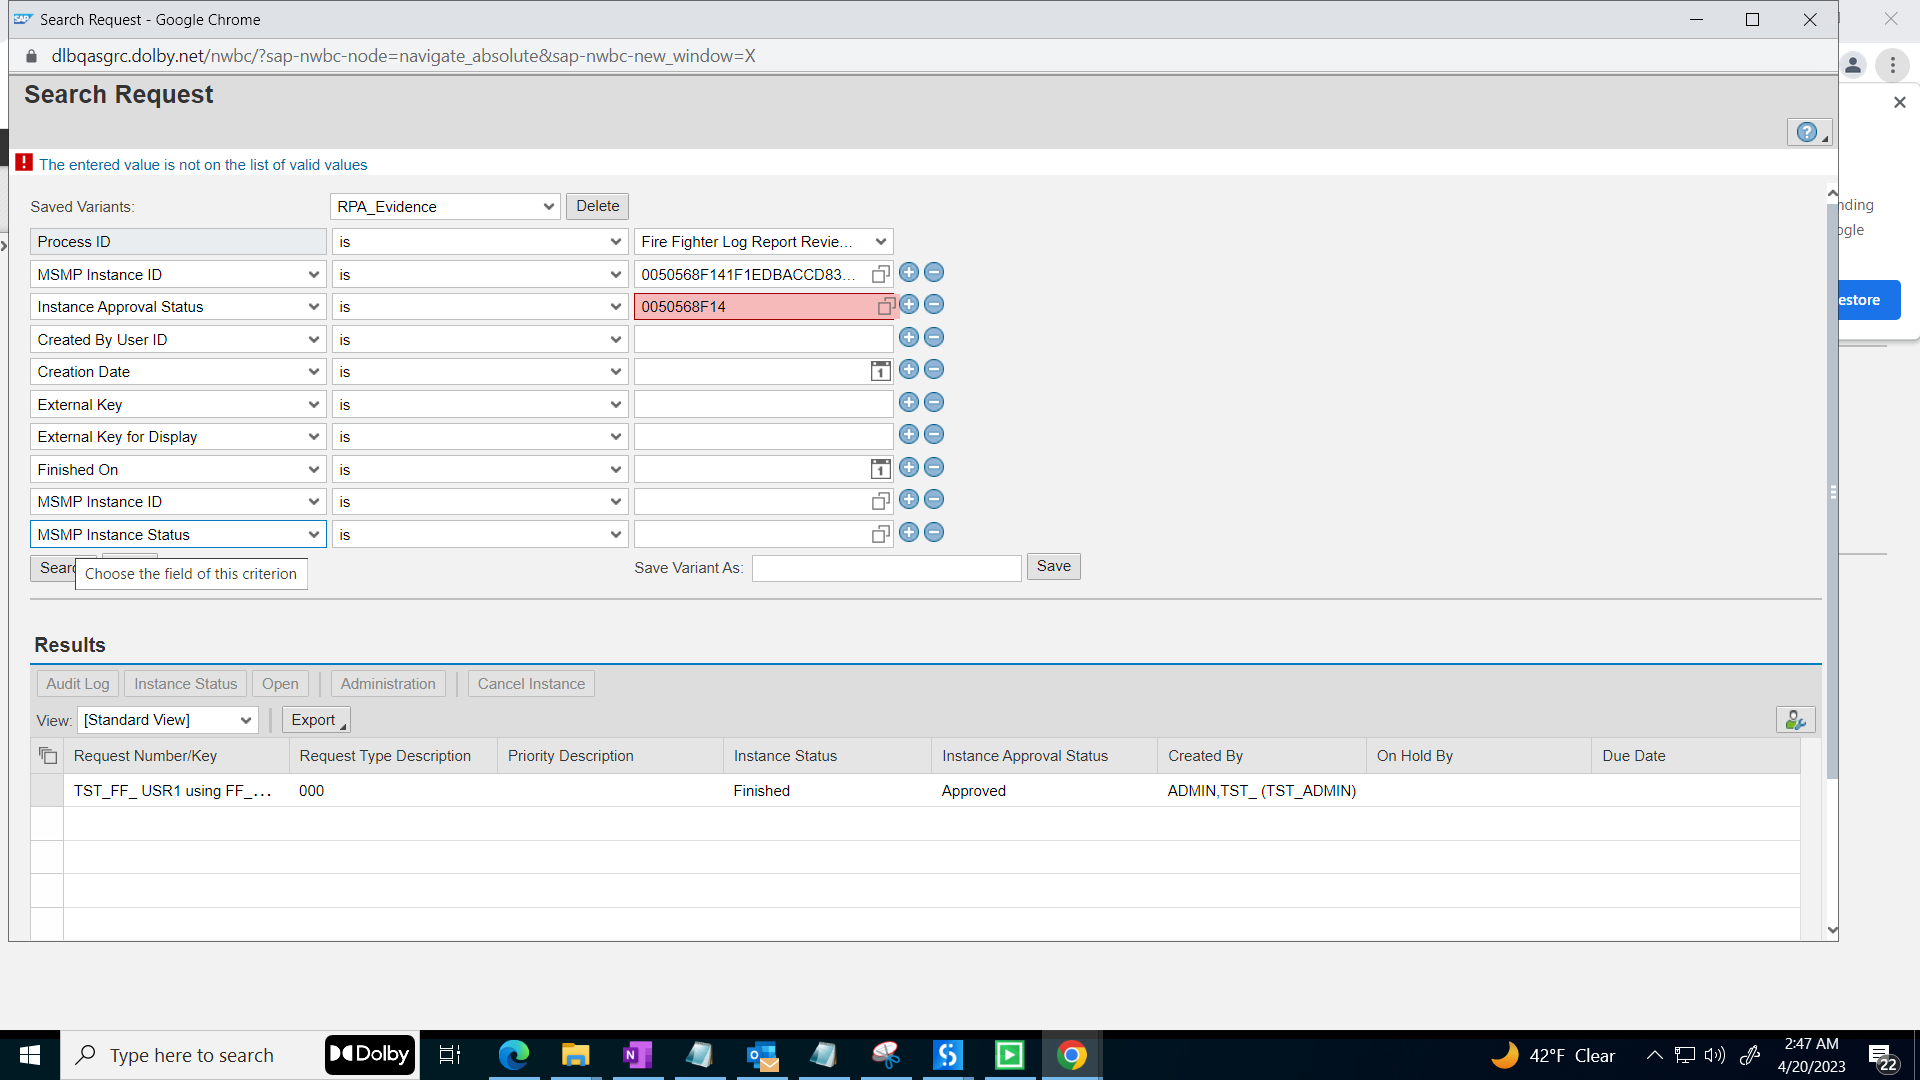 Search Request - Google Chrome
dlbqasgrc.dolby.net/nwbc/?sap-nwbc-node=navigate_absolute&sap-nwbc-new_window=X
Search Request
The entered value is not on the list of valid values
Saved Variants: RPA_Evidence Delete
Process ID is Fire Fighter Log Report Revie...
MSMP Instance ID is 0050568F141F1EDBACCD83...
Instance Approval Status is 0050568F14
Created By User ID is
Creation Date is
External Key is
External Key for Display is
Finished On is
MSMP Instance ID is
MSMP Instance Status is
Searc
Choose the field of this criterion
Save Variant As: Save
nding
ogle
estore
Results
Audit Log Instance Status Open Administration Cancel Instance
View: [Standard View] Export
Request Number/Key Request Type Description Priority Description Instance Status Instance Approval Status Created By On Hold By Due Date
TST_FF_ USR1 using FF_... 000 Finished Approved ADMIN,TST_ (TST_ADMIN)
Type here to search Dolby 42°F Clear 2:47 AM
4/20/2023 22